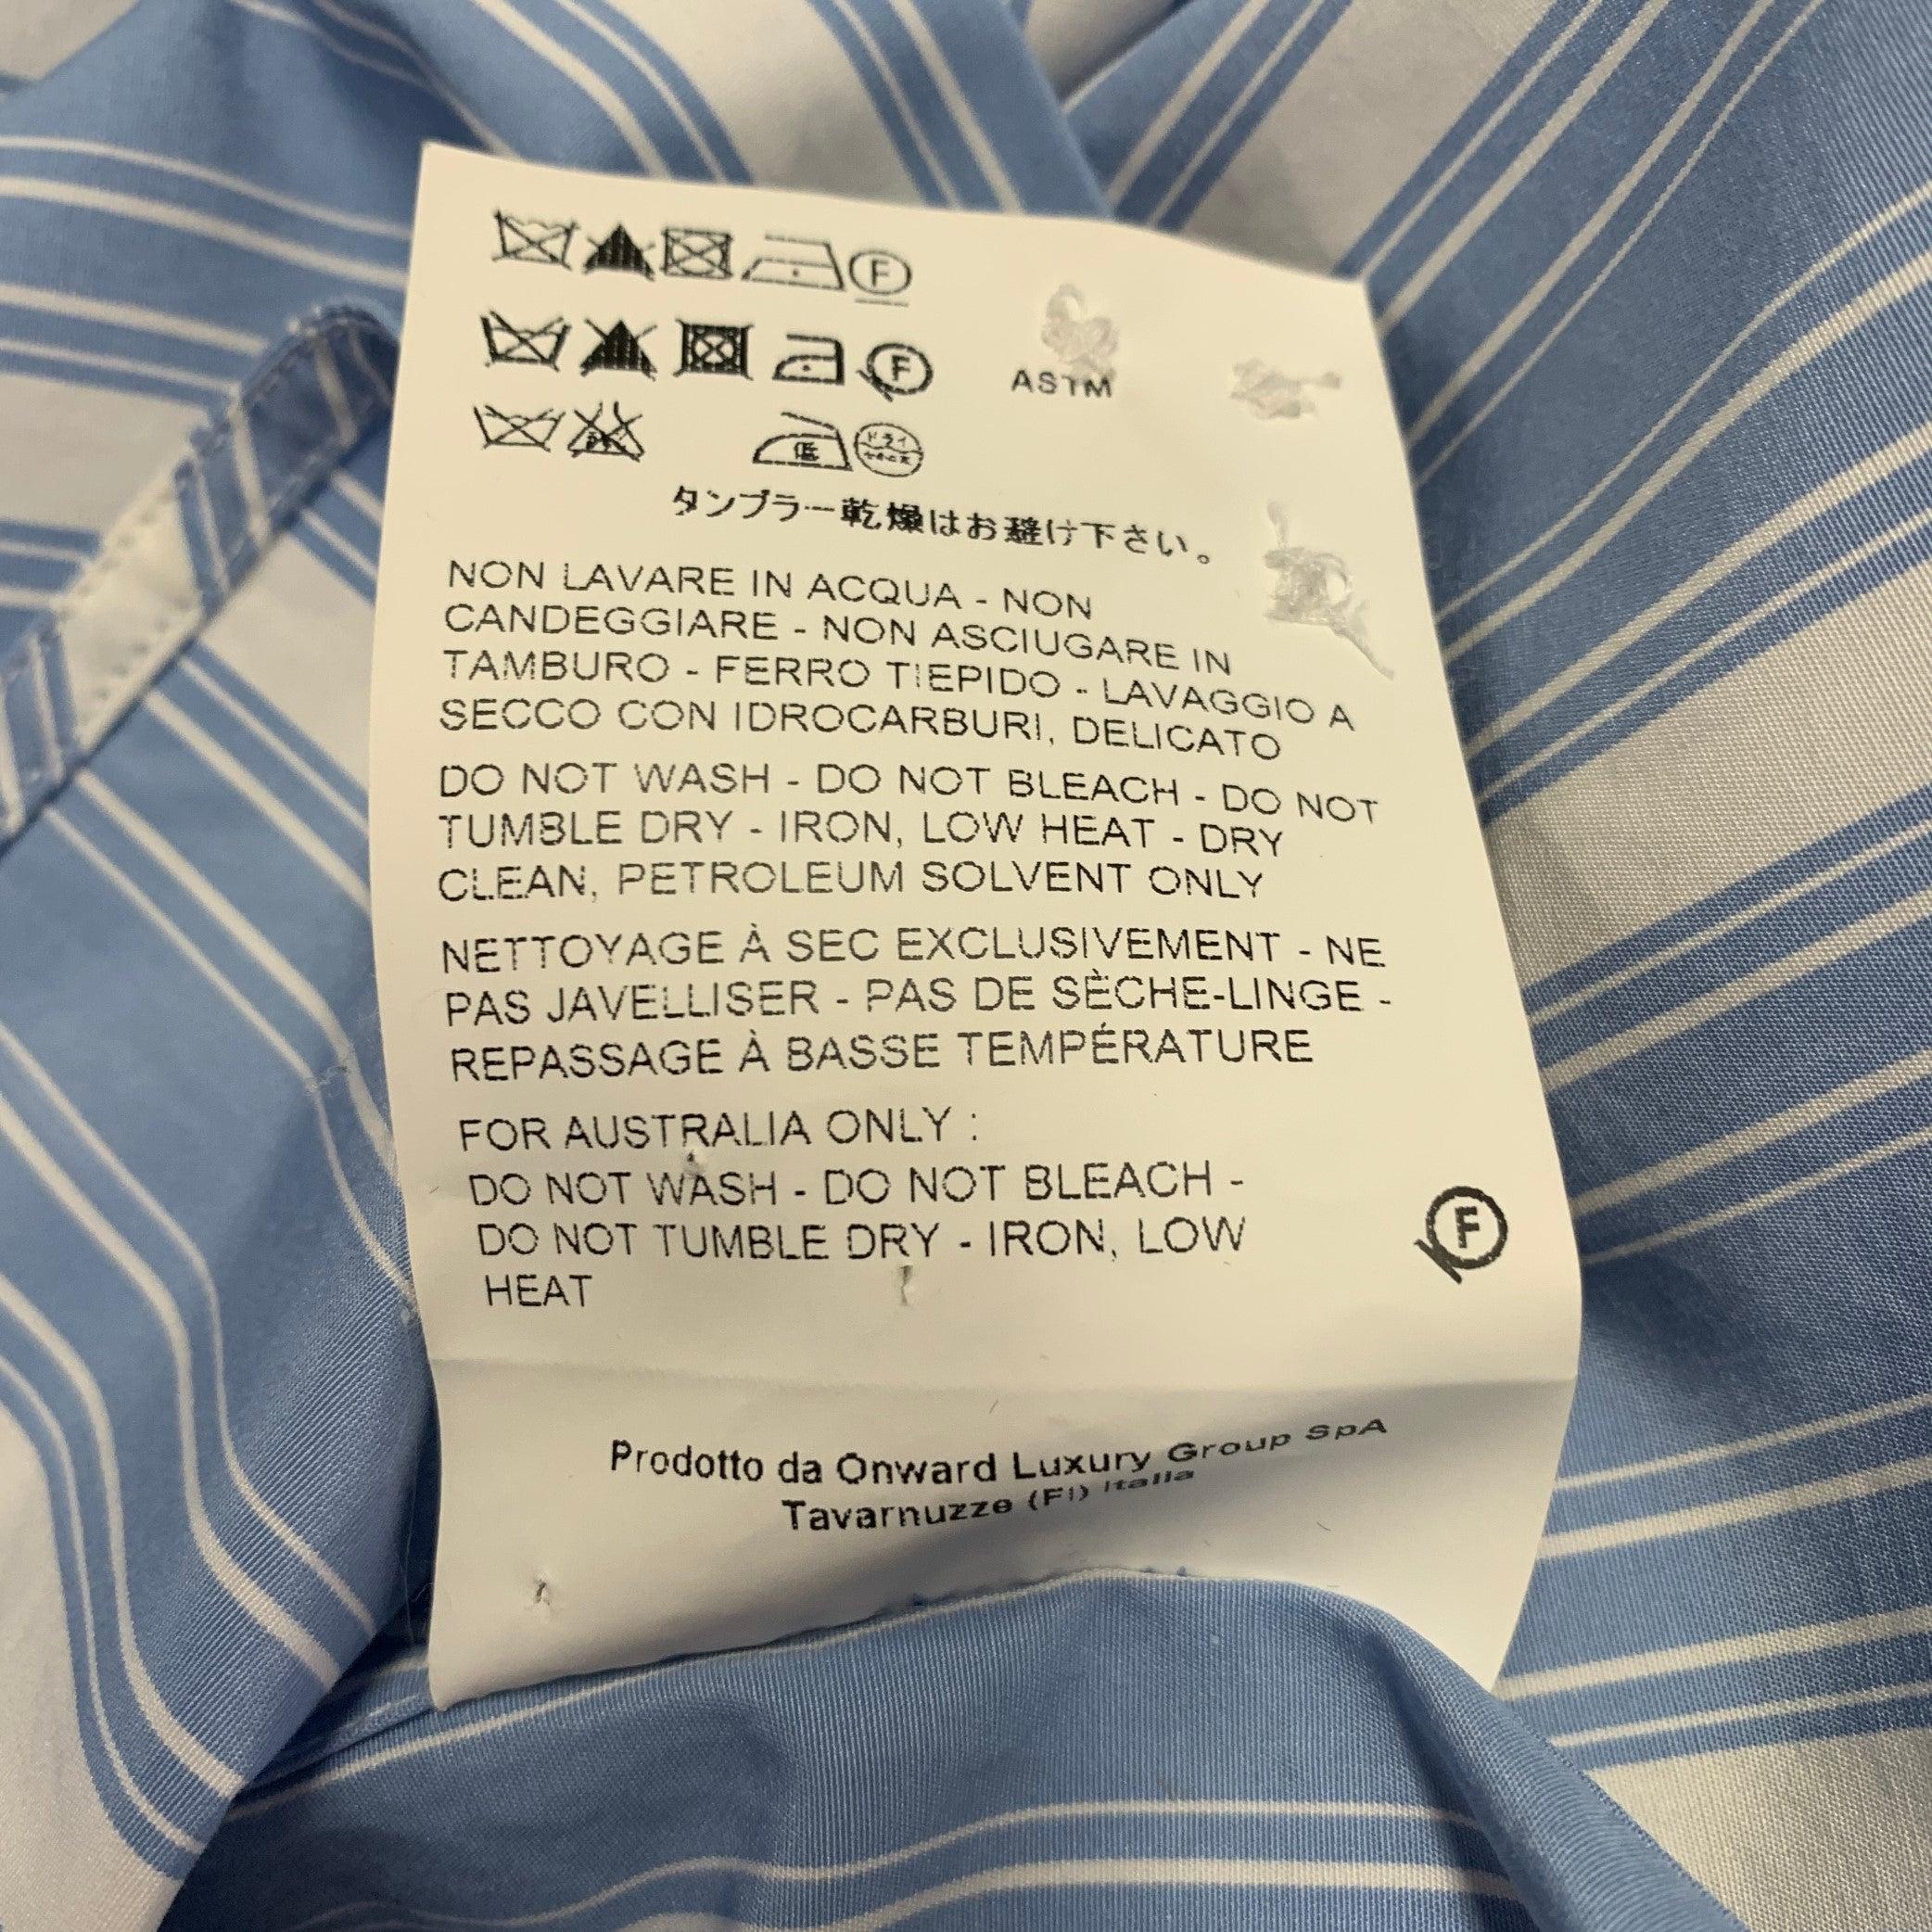 F
F
ASTM
低 ドライ
タンブラー乾燥はお避け下さい。
NON LAVARE IN ACQUA - NON
CANDEGGIARE - NON ASCIUGARE IN
TAMBURO - FERRO TIEPIDO - LAVAGGIO A
SECCO CON IDROCARBURI, DELICATO
DO NOT WASH - DO NOT BLEACH - DO NOT
TUMBLE DRY - IRON, LOW HEAT - DRY
CLEAN, PETROLEUM SOLVENT ONLY
NETTOYAGE À SEC EXCLUSIVEMENT - NE
PAS JAVELLISER - PAS DE SÈCHE-LINGE -
REPASSAGE À BASSE TEMPÉRATURE
FOR AUSTRALIA ONLY :
DO NOT WASH - DO NOT BLEACH -
DO NOT TUMBLE DRY - IRON, LOW
HEAT
F
Prodotto da Onward Luxury Group SpA
Tavarnuzze (FI) Italia